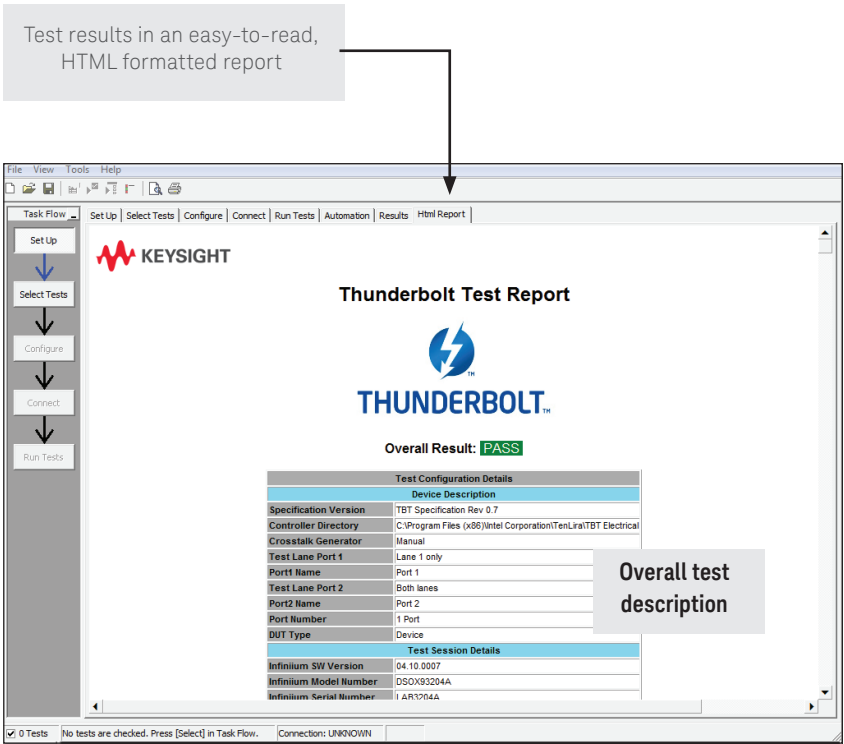 Test results in an easy-to-read,
HTML formatted report
File View Tools Help
Task Flow
Set Up | Select Tests | Configure | Connect | Run Tests | Automation | Results | Html Report
Set Up
Select Tests
Configure
Connect
Run Tests
KEYSIGHT
Thunderbolt Test Report
TM
THUNDERBOLT™
Overall Result: PASS
Test Configuration Details
Device Description
Specification Version TBT Specification Rev 0.7
Controller Directory C:\Program Files (x86)\Intel Corporation\TenLira\TBT Electrical
Crosstalk Generator Manual
Test Lane Port 1 Lane 1 only
Port1 Name Port 1
Test Lane Port 2 Both lanes
Port2 Name Port 2
Port Number 1 Port
DUT Type Device
Test Session Details
Infiniium SW Version 04.10.0007
Infiniium Model Number DSOX93204A
Infiniium Serial Number LAB3204A
Overall test
description
0 Tests No tests are checked. Press [Select] in Task Flow. Connection: UNKNOWN